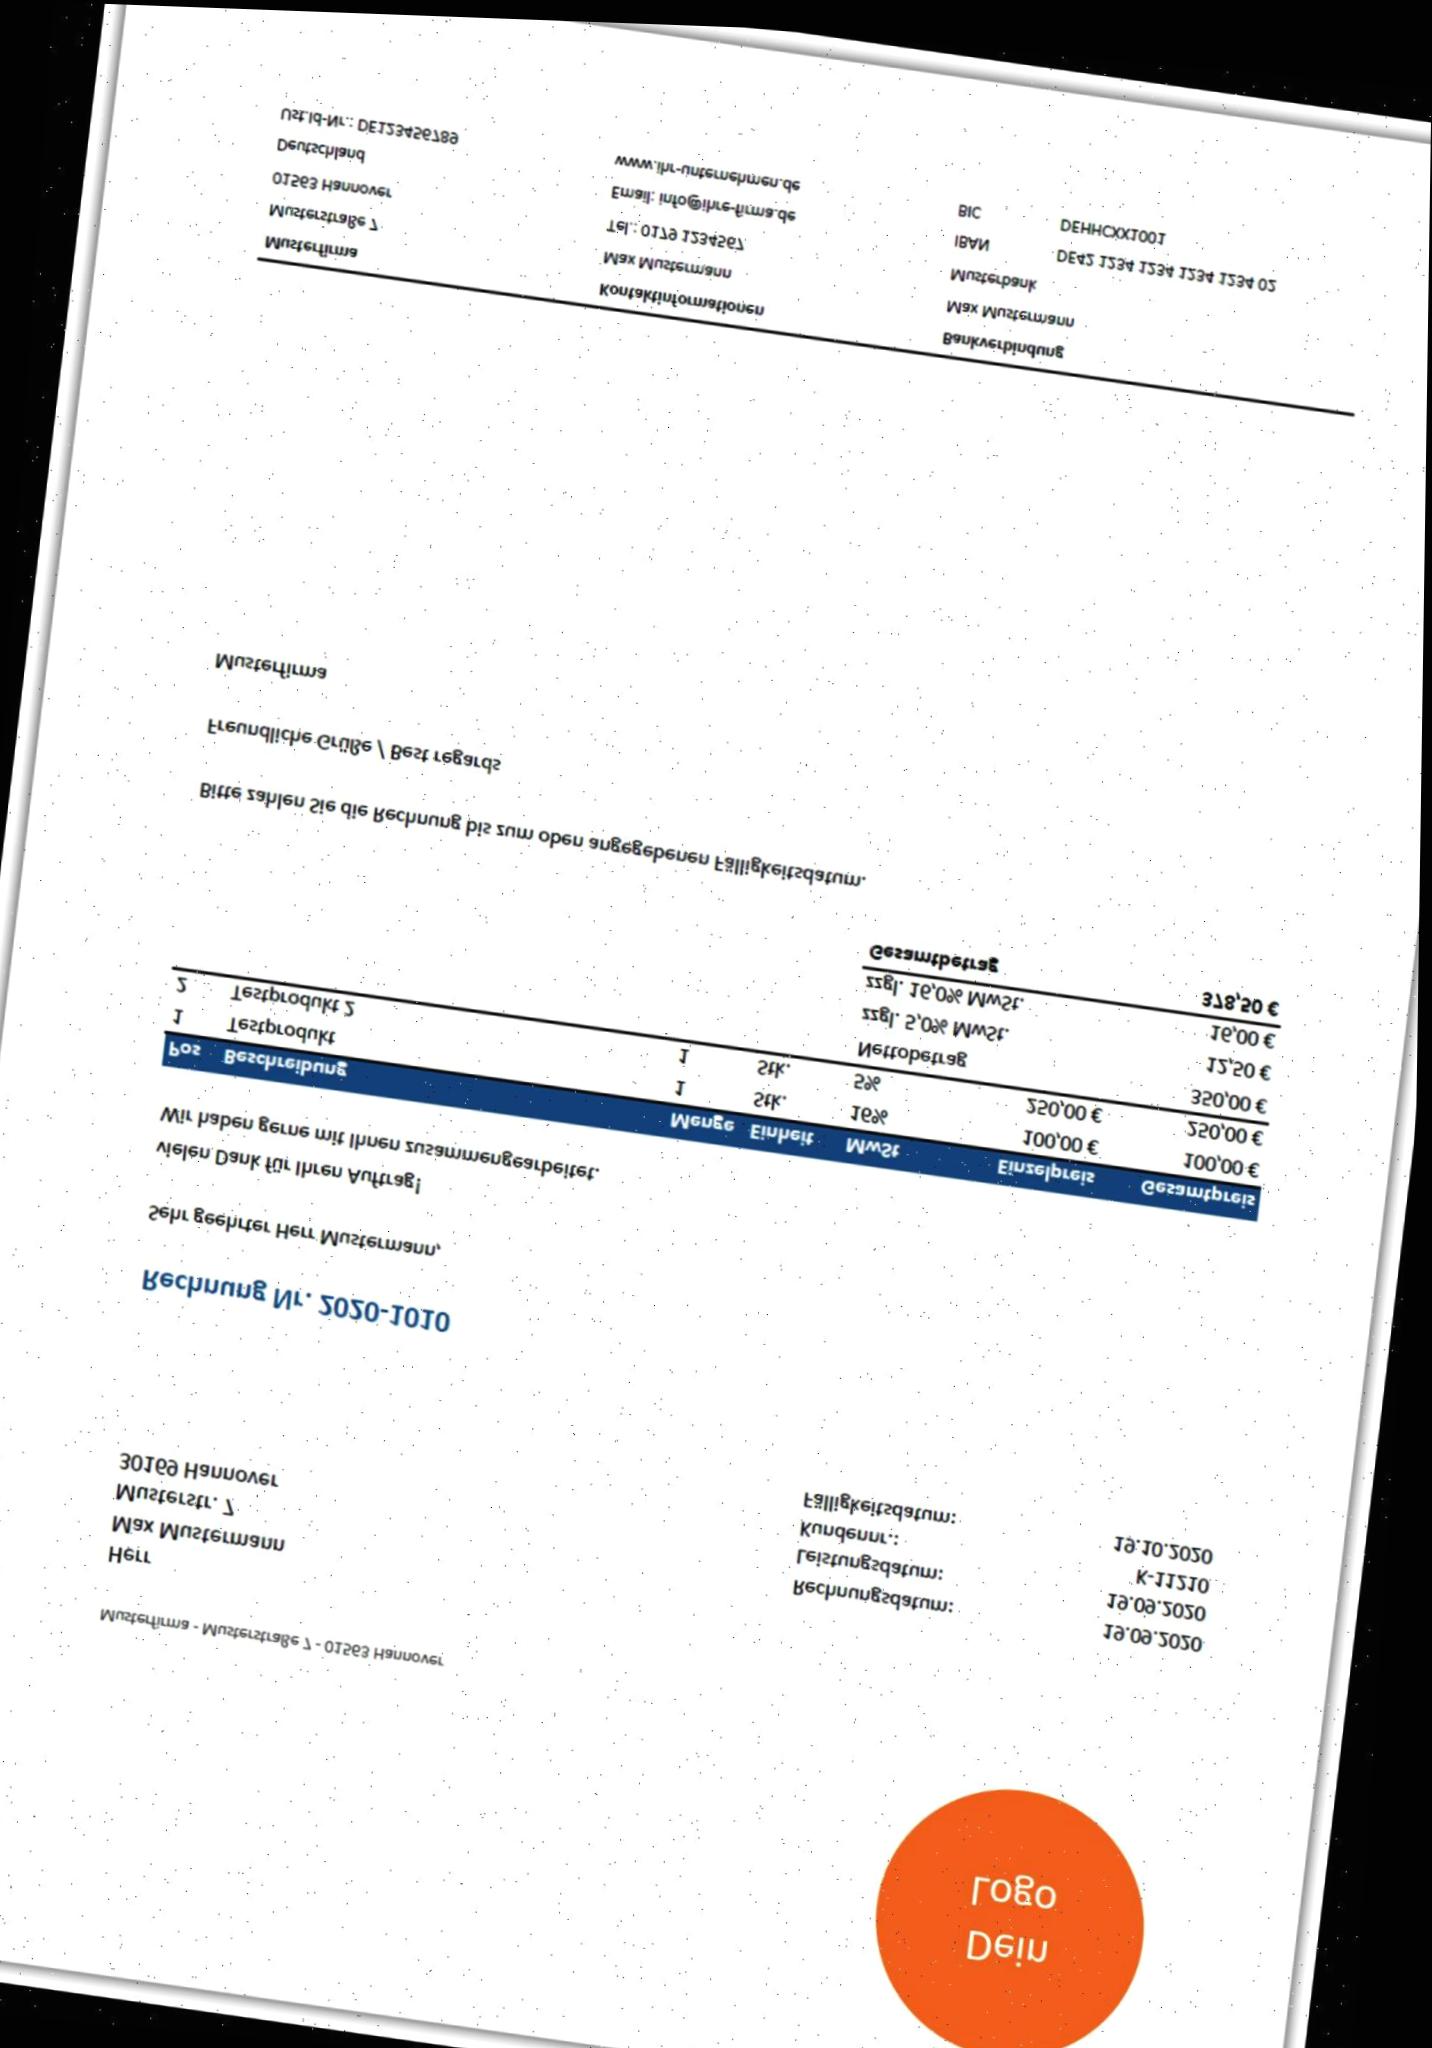 Dein
Logo
Musterfirma - Musterstraße 7 - 01563 Hannover
Herr
Max Mustermann
Musterstr. 7
30169 Hannover
Rechnungsdatum: 19.09.2020
Leistungsdatum: 19.09.2020
Kundennr.: K-11210
Fälligkeitsdatum: 19.10.2020
Rechnung Nr. 2020-1010
Sehr geehrter Herr Mustermann,
vielen Dank für Ihren Auftrag!
Wir haben gerne mit Ihnen zusammengearbeitet.
Pos Beschreibung Menge Einheit MwSt Einzelpreis Gesamtpreis
1 Testprodukt 1 Stk. 16% 100,00 € 100,00 €
2 Testprodukt 2 1 Stk. 5% 250,00 € 250,00 €
Nettobetrag 350,00 €
zzgl. 5,0% MwSt. 12,50 €
zzgl. 16,0% MwSt. 16,00 €
Gesamtbetrag 378,50 €
Bitte zahlen Sie die Rechnung bis zum oben angegebenen Fälligkeitsdatum.
Freundliche Grüße / Best regards
Musterfirma
Musterfirma
Musterstraße 7
01563 Hannover
Deutschland
Ust.Id-Nr.: DE123456789
Kontaktinformationen
Max Mustermann
Tel.: 0179 1234567
Email: info@ihre-firma.de
www.ihr-unternehmen.de
Bankverbindung
Max Mustermann
Musterbank
IBAN DE42 1234 1234 1234 1234 02
BIC DEHHCXX1001